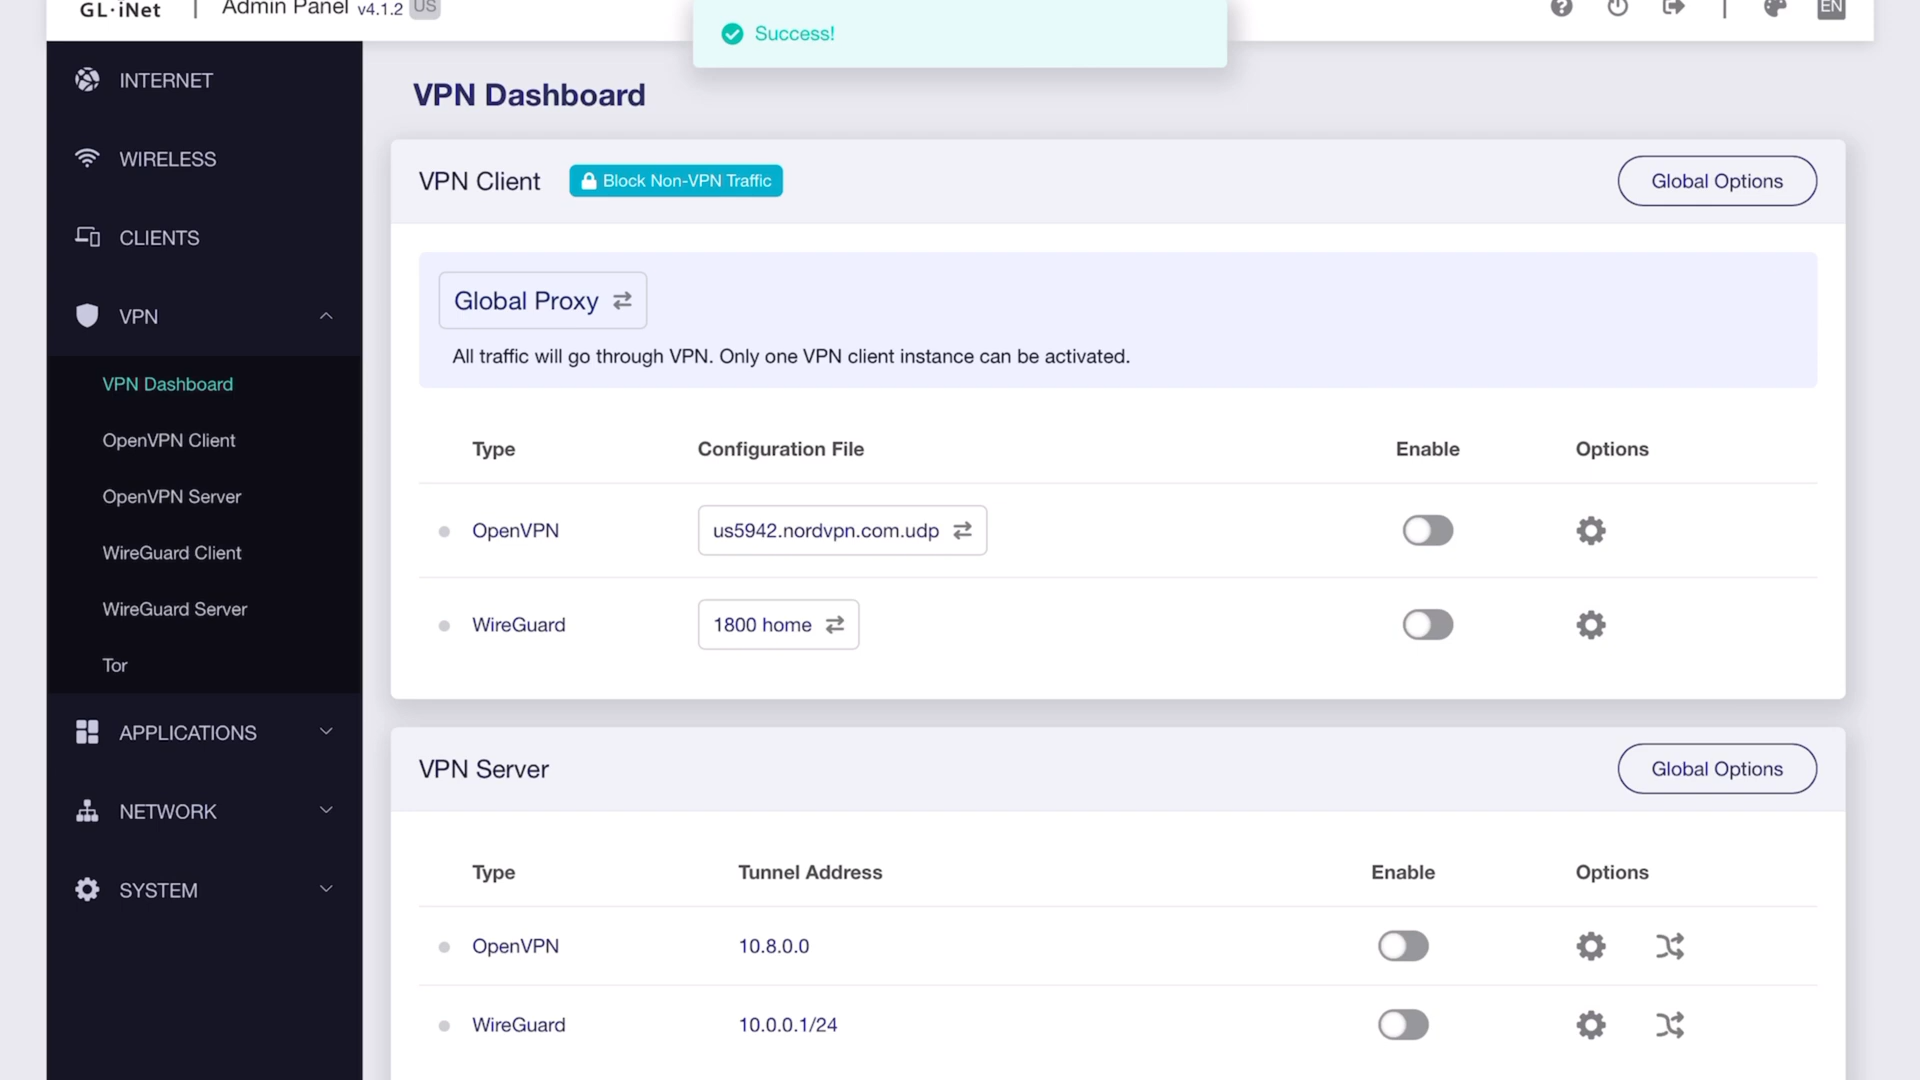 GL·iNet
Admin Panel v4.1.2 US
EN
Success!
INTERNET
WIRELESS
CLIENTS
VPN
VPN Dashboard
OpenVPN Client
OpenVPN Server
WireGuard Client
WireGuard Server
Tor
APPLICATIONS
NETWORK
SYSTEM
VPN Dashboard
VPN Client
Block Non-VPN Traffic
Global Options
Global Proxy
All traffic will go through VPN. Only one VPN client instance can be activated.
Type Configuration File Enable Options
OpenVPN us5942.nordvpn.com.udp
WireGuard 1800 home
VPN Server
Global Options
Type Tunnel Address Enable Options
OpenVPN 10.8.0.0
WireGuard 10.0.0.1/24